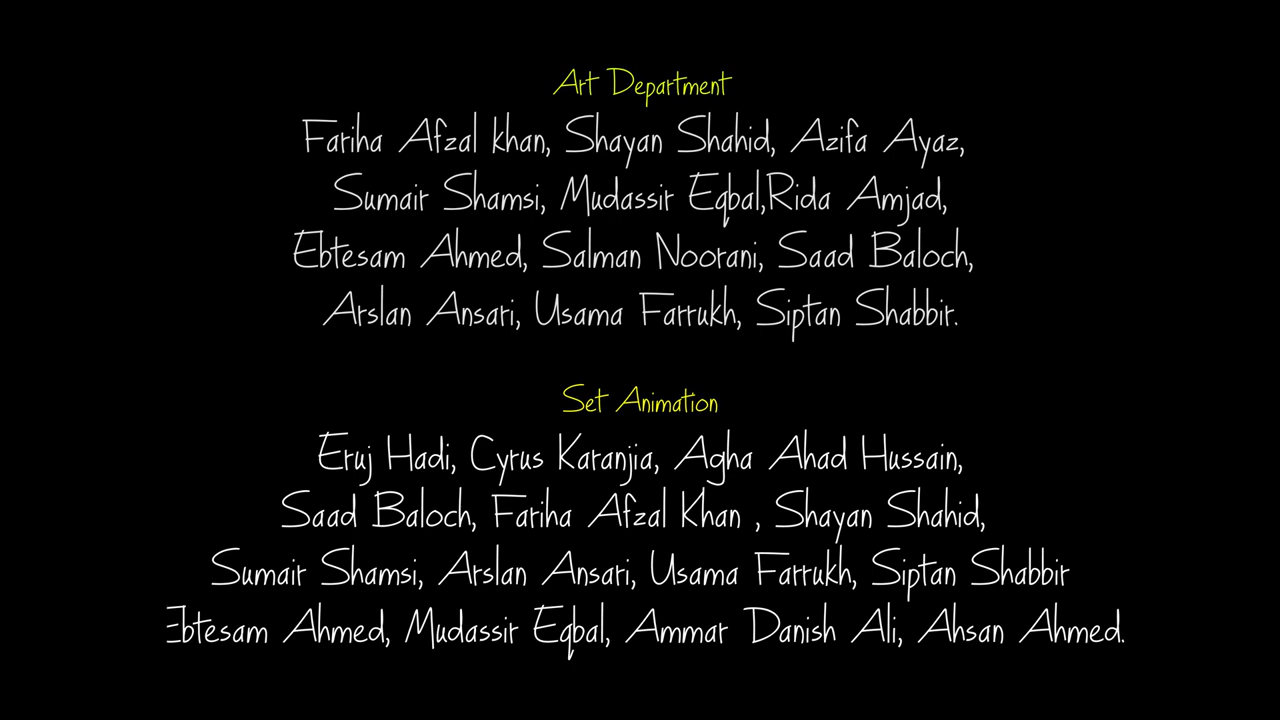 Art Department
Fariha Afzal khan, Shayan Shahid, Azifa Ayaz,
Sumair Shamsi, Mudassir Eqbal,Rida Amjad,
Ebtesam Ahmed, Salman Noorani, Saad Baloch,
Arslan Ansari, Usama Farrukh, Siptan Shabbir.
Set Animation
Eruj Hadi, Cyrus Karanjia, Agha Ahad Hussain,
Saad Baloch, Fariha Afzal Khan , Shayan Shahid,
Sumair Shamsi, Arslan Ansari, Usama Farrukh, Siptan Shabbir
Ebtesam Ahmed, Mudassir Eqbal, Ammar Danish Ali, Ahsan Ahmed.